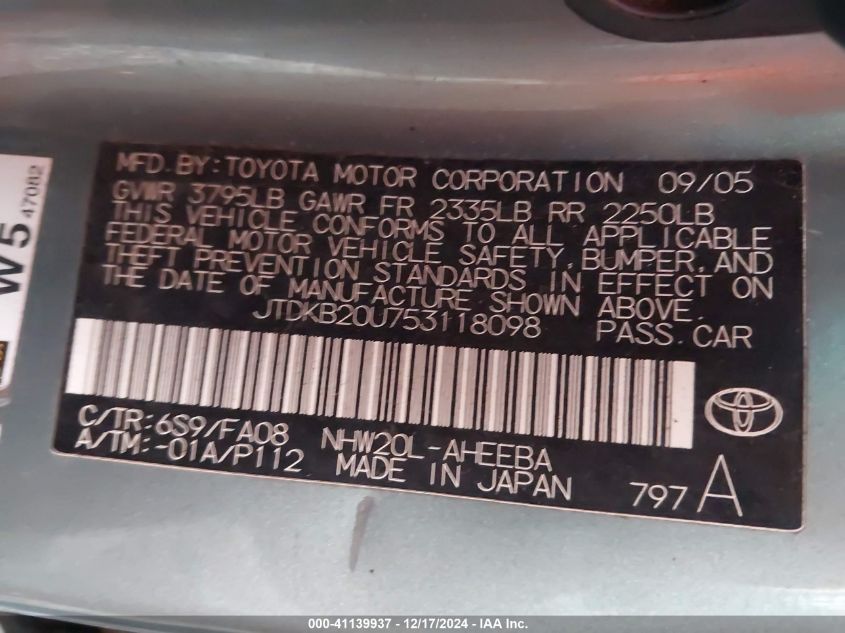 MFD. BY: TOYOTA MOTOR CORPORATION 09/05
GVWR 3795LB GAWR FR 2335LB RR 2250LB
THIS VEHICLE CONFORMS TO ALL APPLICABLE
FEDERAL MOTOR VEHICLE SAFETY, BUMPER, AND
THEFT PREVENTION STANDARDS IN EFFECT ON
THE DATE OF MANUFACTURE SHOWN ABOVE.
JTDKB20U753118098 PASS. CAR
C/TR: 6S9/FA08 NHW20L-AHEEBA
A/TM: -01A/P112 MADE IN JAPAN
797 A
W5
47082
000-41139937 - 12/17/2024 - IAA Inc.